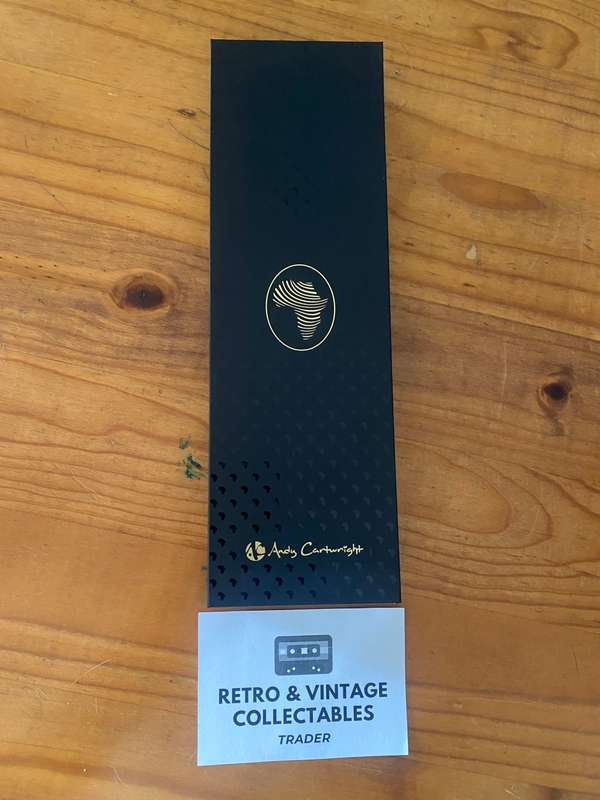 Andy Cartwright
RETRO & VINTAGE
COLLECTABLES
TRADER